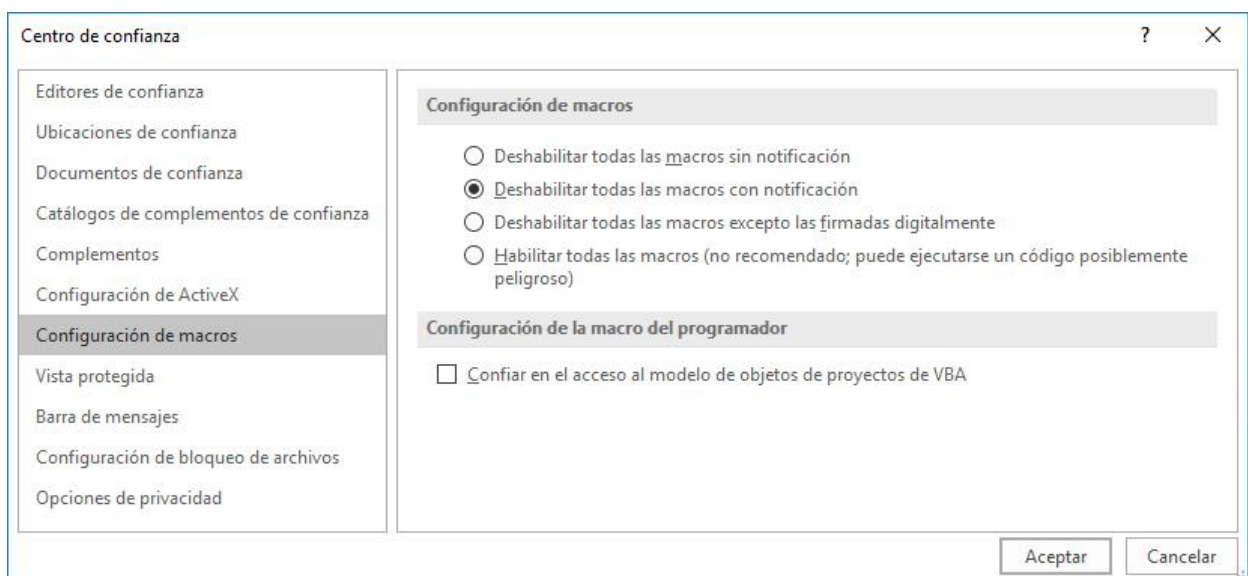 Centro de confianza
?
Editores de confianza
Ubicaciones de confianza
Documentos de confianza
Catálogos de complementos de confianza
Complementos
Configuración de ActiveX
Configuración de macros
Vista protegida
Barra de mensajes
Configuración de bloqueo de archivos
Opciones de privacidad
Configuración de macros
Deshabilitar todas las macros sin notificación
Deshabilitar todas las macros con notificación
Deshabilitar todas las macros excepto las firmadas digitalmente
Habilitar todas las macros (no recomendado; puede ejecutarse un código posiblemente
peligroso)
Configuración de la macro del programador
Confiar en el acceso al modelo de objetos de proyectos de VBA
Aceptar
Cancelar